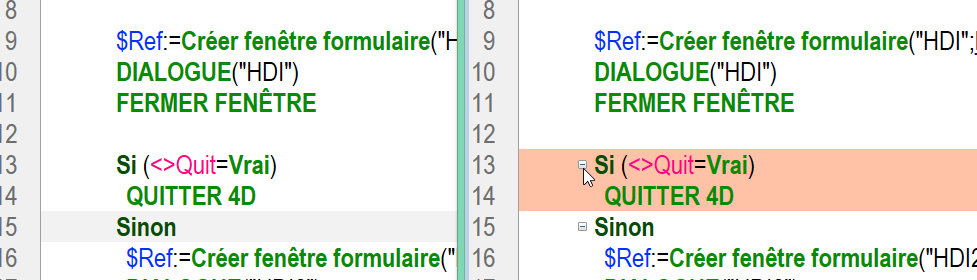 8
9 $Ref:=Créer fenêtre formulaire("H
10 DIALOGUE("HDI")
11 FERMER FENÊTRE
12
13 Si (<>Quit=Vrai)
14 QUITTER 4D
15 Sinon
16 $Ref:=Créer fenêtre formulaire("
8
9 $Ref:=Créer fenêtre formulaire("HDI";
10 DIALOGUE("HDI")
11 FERMER FENÊTRE
12
13 Si (<>Quit=Vrai)
14 QUITTER 4D
15 Sinon
16 $Ref:=Créer fenêtre formulaire("HDI2